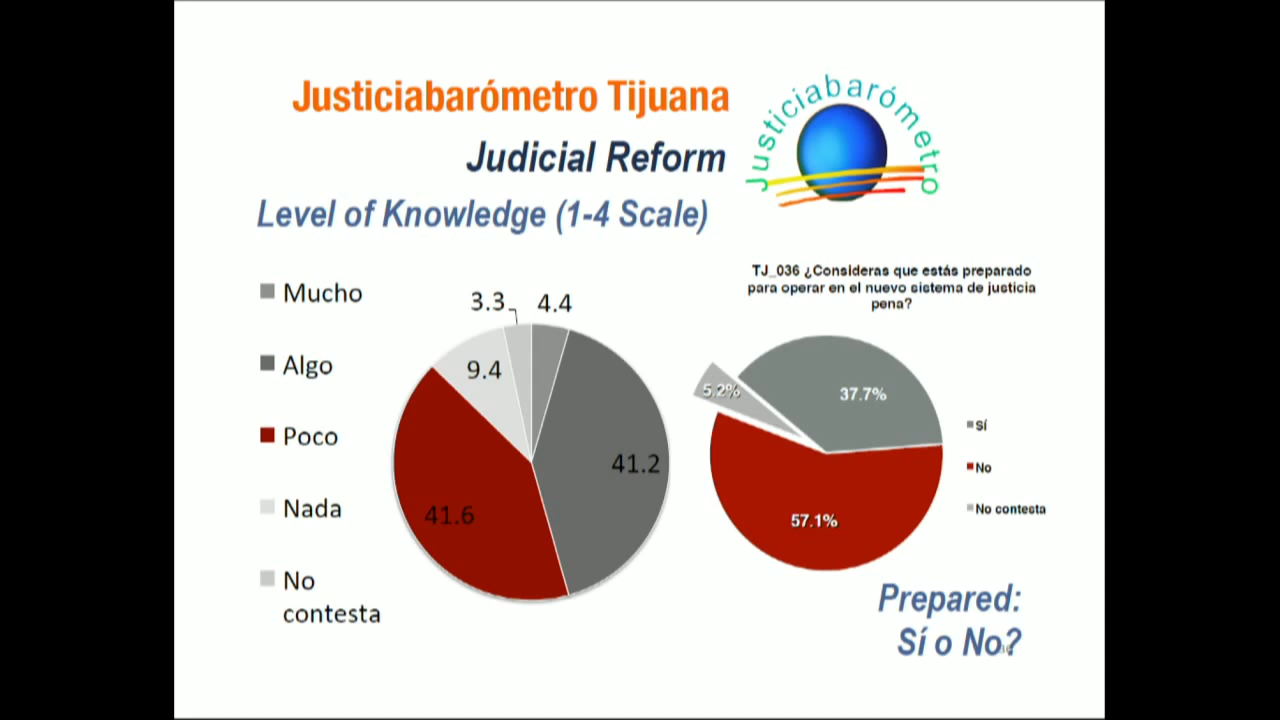 Justiciabarómetro Tijuana
Justiciabarómetro
Judicial Reform
Level of Knowledge (1-4 Scale)
Mucho
Algo
Poco
Nada
No
contesta
3.3
4.4
9.4
41.2
41.6
TJ_036 ¿Consideras que estás preparado
para operar en el nuevo sistema de justicia
pena?
5.2%
37.7%
57.1%
Sí
No
No contesta
Prepared:
Sí o No?